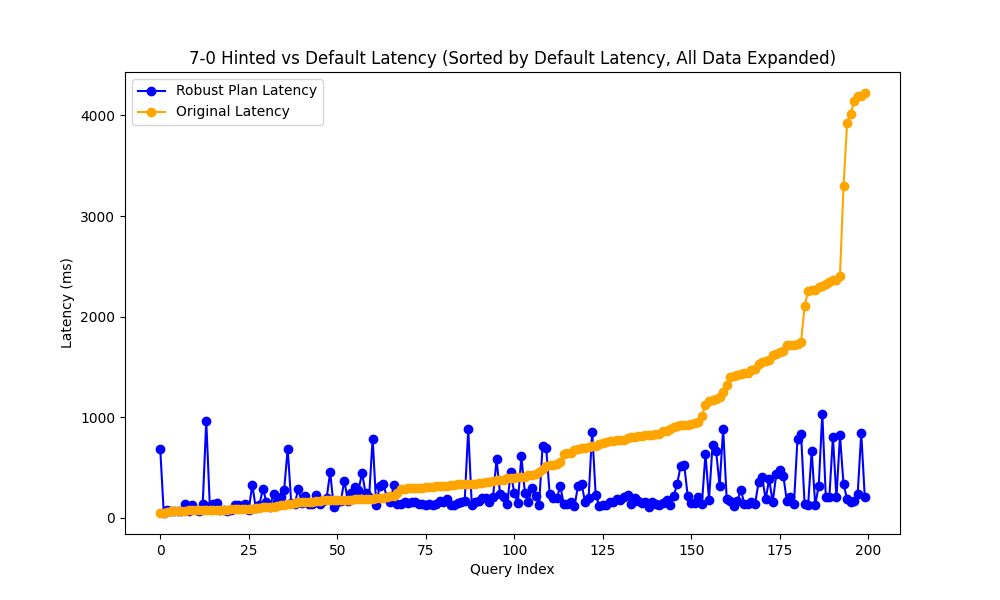 7-0 Hinted vs Default Latency (Sorted by Default Latency, All Data Expanded)
Robust Plan Latency
Original Latency
4000
3000
2000
1000
0
Latency (ms)
0 25 50 75 100 125 150 175 200
Query Index